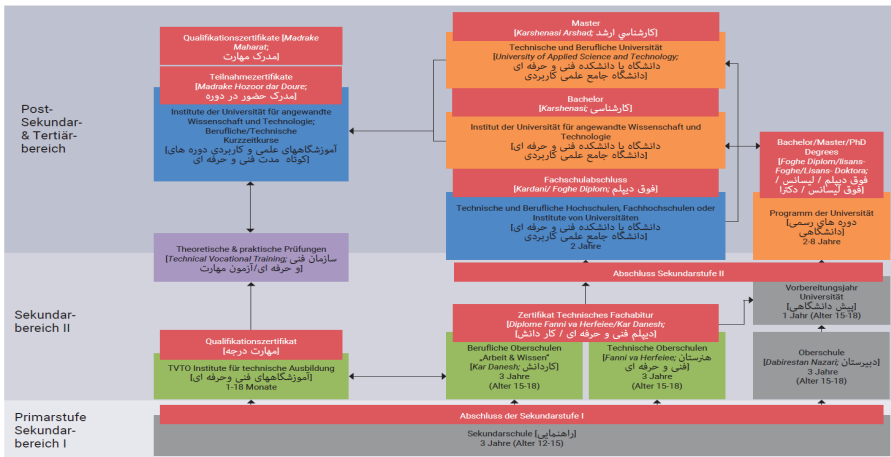 Post-
Sekundar-
& Tertiär-
bereich
Qualifikationszertifikate [Madrake
Maharat;
[مدرک مهارت
Teilnahmezertifikate
[Madrake Hozoor dar Doure;
[مدرک حضور در دوره
Institute der Universität für angewandte
Wissenschaft und Technologie;
Berufliche/Technische
Kurzzeitkurse
[آموزشگاههای علمی و کاربردی دوره های
[کوتاه مدت فنی و حرفه ای
Master
[Karshenasi Arshad; کارشناسي ارشد]
Technische und Berufliche Universität
[University of Applied Science and Technology;
دانشگاه یا دانشکده فنی و حرفه ای
[دانشگاه جامع علمی کاربردی
Bachelor
[Karshenasi; کارشناسی]
Institut der Universität für angewandte Wissenschaft und
Technologie
[دانشگاه یا دانشکده فنی و حرفه ای
[دانشگاه جامع علمی کاربردی
Fachschulabschluss
[Kardani/ Foghe Diplom; فوق دیپلم]
Technische und Berufliche Hochschulen, Fachhochschulen oder
Institute von Universitäten
[دانشگاه یا دانشکده فنی و حرفه ای
[دانشگاه جامع علمی کاربردی
2 Jahre
Bachelor/Master/PhD
Degrees
[Foghe Diplom/lisans-
Foghe/Lisans- Doktora;
فوق دیپلم / لیسانس /
[فوق لیسانس / دکترا
Programm der Universität
[دوره های رسمی
[دانشگاهی
2-8 Jahre
Theoretische & praktische Prüfungen
[Technical Vocational Training; سازمان فنی
[و حرفه ای/آزمون مهارت
Abschluss Sekundarstufe II
Sekundar-
bereich II
Vorbereitungsjahr
Universität
[پیش دانشگاهی]
1 Jahr (Alter 15-18)
Zertifikat Technisches Fachabitur
[Diplome Fanni va Herfeiee/Kar Danesh;
[دیپلم فنی و حرفه ای / کار دانش
Qualifikationszertifikat
[مهارت درجه]
TVTO Institute für technische Ausbildung
[آموزشگاههای فنی وحرفه ای]
1-18 Monate
Berufliche Oberschulen
„Arbeit & Wissen“
[Kar Danesh; کاردانش]
3 Jahre
(Alter 15-18)
Technische Oberschulen
[Fanni va Herfeiee; هنرستان
[فنی و حرفه ای
3 Jahre
(Alter 15-18)
Oberschule
[Dabirestan Nazari; دبیرستان]
3 Jahre
(Alter 15-18)
Primarstufe
Sekundar-
bereich I
Abschluss der Sekundarstufe I
Sekundarschule [راهنمایی]
3 Jahre (Alter 12-15)